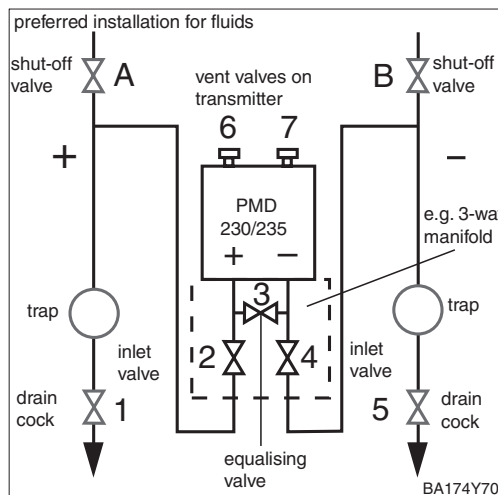 preferred installation for fluids
shut-off
valve
A
vent valves on
transmitter
B
shut-off
valve
6
7
+
−
PMD
230/235
+
−
e.g. 3-wa
manifold
3
trap
trap
inlet
valve
2
4
inlet
valve
drain
cock
1
5
drain
cock
equalising
valve
BA174Y70